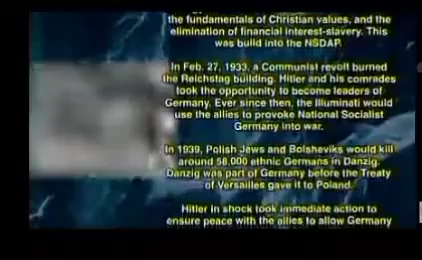 the fundamentals of Christian values, and the
elimination of financial interest-slavery. This
was build into the NSDAP.
In Feb. 27, 1933, a Communist revolt burned
the Reichstag building. Hitler and his comrades
took the opportunity to become leaders of
Germany. Ever since then, the Illuminati would
use the allies to provoke National Socialist
Germany into war.
In 1939, Polish Jews and Bolsheviks would kill
around 58,000 ethnic Germans in Danzig.
Danzig was part of Germany before the Treaty
of Versailles gave it to Poland.
Hitler in shock took immediate action to
ensure peace with the allies to allow Germany